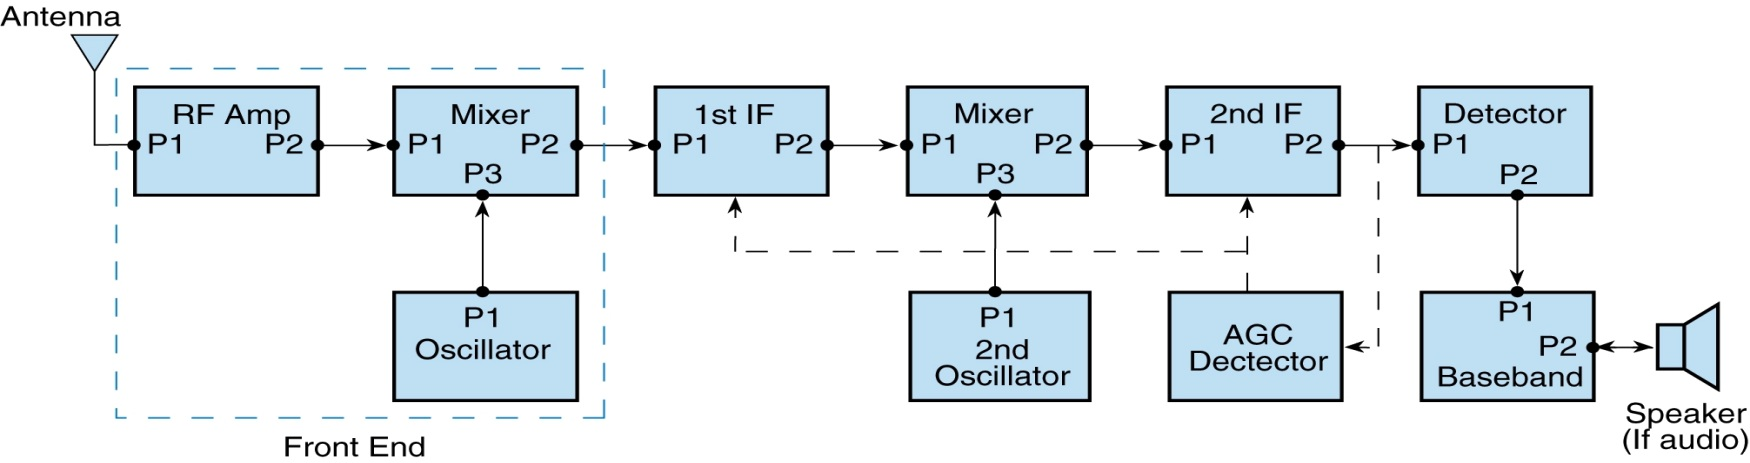 Antenna
RF Amp
P1 P2
Mixer
P1 P2
P3
1st IF
P1 P2
Mixer
P1 P2
P3
2nd IF
P1 P2
Detector
P1
P2
P1
Oscillator
P1
2nd
Oscillator
AGC
Dectector
P1
P2
Baseband
Speaker
(If audio)
Front End